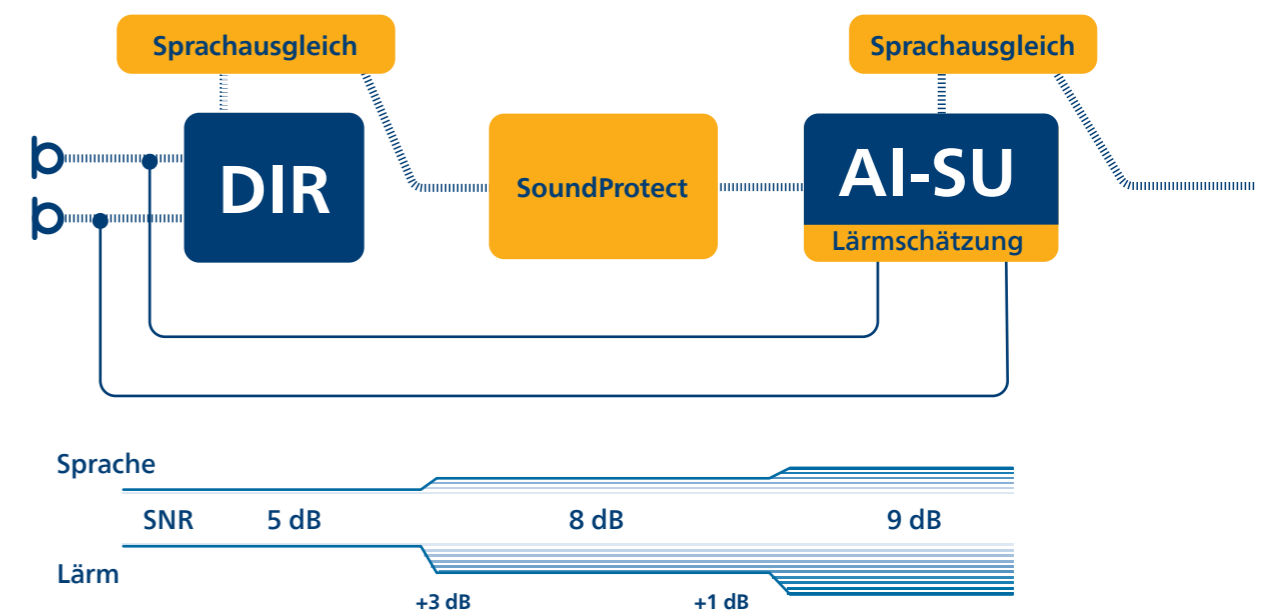 Sprachausgleich
Sprachausgleich
DIR
SoundProtect
AI-SU
Lärmschätzung
Sprache
SNR 5 dB 8 dB 9 dB
Lärm
+3 dB +1 dB